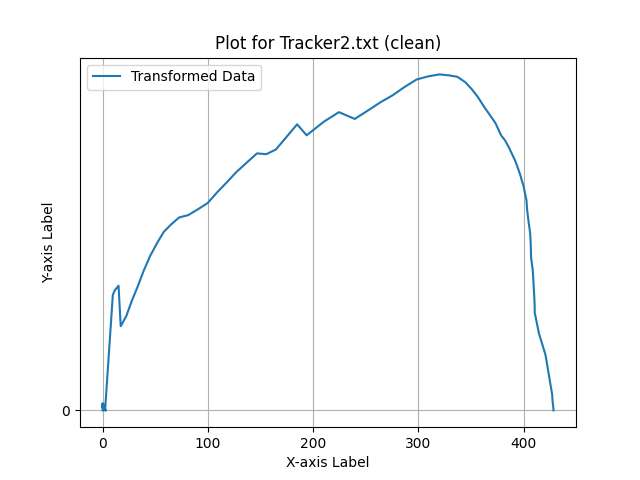 Plot for Tracker2.txt (clean)
Transformed Data
Y-axis Label
0
0 100 200 300 400
X-axis Label